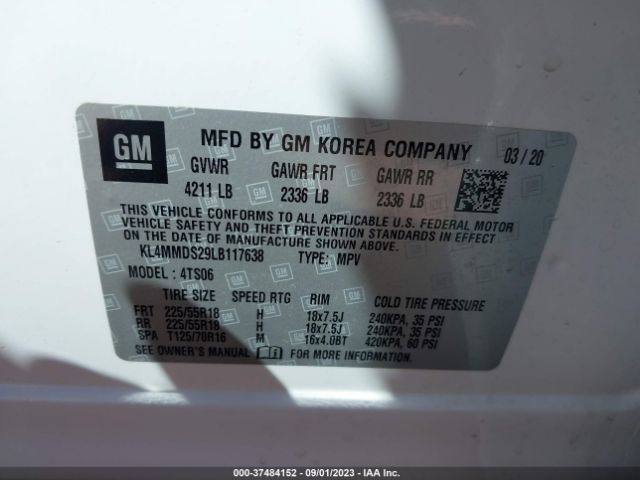 GM MFD BY GM KOREA COMPANY 03 / 20
GVWR GAWR FRT GAWR RR
4211 LB 2336 LB 2336 LB
THIS VEHICLE CONFORMS TO ALL APPLICABLE U.S. FEDERAL MOTOR
VEHICLE SAFETY AND THEFT PREVENTION STANDARDS IN EFFECT
ON THE DATE OF MANUFACTURE SHOWN ABOVE.
KL4MMDS29LB117638 TYPE: MPV
MODEL : 4TS06
TIRE SIZE SPEED RTG RIM COLD TIRE PRESSURE
FRT 225/55R18 H 18x7.5J 240KPA, 35 PSI
RR 225/55R18 H 18x7.5J 240KPA, 35 PSI
SPA T125/70R16 M 16x4.0BT 420KPA, 60 PSI
SEE OWNER'S MANUAL FOR MORE INFORMATION.
000-37484152 - 09/01/2023 - IAA Inc.